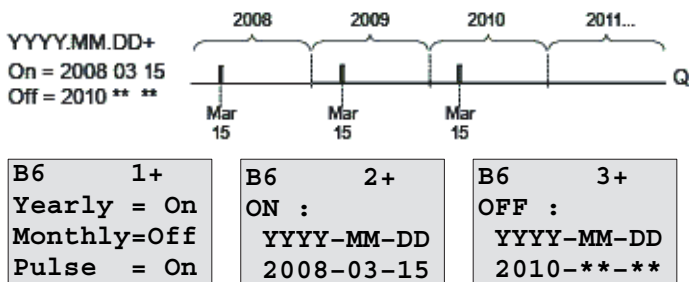 2008 2009 2010 2011...
YYYY.MM.DD+
On = 2008 03 15
Off = 2010 ** **
Q
Mar Mar Mar
15 15 15
B6 1+
Yearly = On
Monthly=Off
Pulse = On
B6 2+
ON :
YYYY-MM-DD
2008-03-15
B6 3+
OFF :
YYYY-MM-DD
2010-**-**